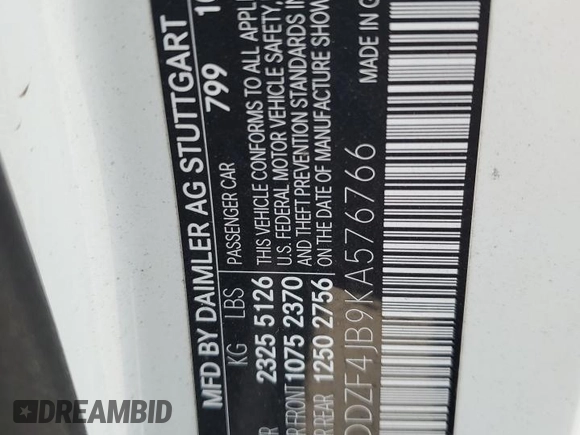 MFD BY DAIMLER AG STUTTGART
799
KG LBS PASSENGER CAR
2325 5126 THIS VEHICLE CONFORMS TO ALL
FRONT 1075 2370 U.S. FEDERAL MOTOR VEHICLE SAFETY,
REAR 1250 2756 AND THEFT PREVENTION STANDARDS IN
ON THE DATE OF MANUFACTURE
DDZF4JB9KA576766 MADE IN
DREAMBID